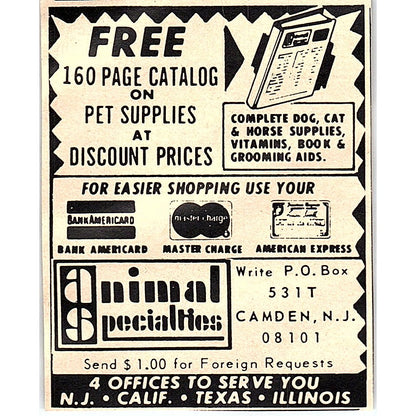 FREE
160 PAGE CATALOG
ON
PET SUPPLIES
AT
DISCOUNT PRICES
COMPLETE DOG, CAT
& HORSE SUPPLIES,
VITAMINS, BOOK &
GROOMING AIDS.
FOR EASIER SHOPPING USE YOUR
BANKAMERICARD
master charge
BANK AMERICARD MASTER CHARGE AMERICAN EXPRESS
animal
Specialties
Write P.O. Box
531T
CAMDEN, N.J.
08101
Send $1.00 for Foreign Requests
4 OFFICES TO SERVE YOU
N.J. • CALIF. • TEXAS • ILLINOIS